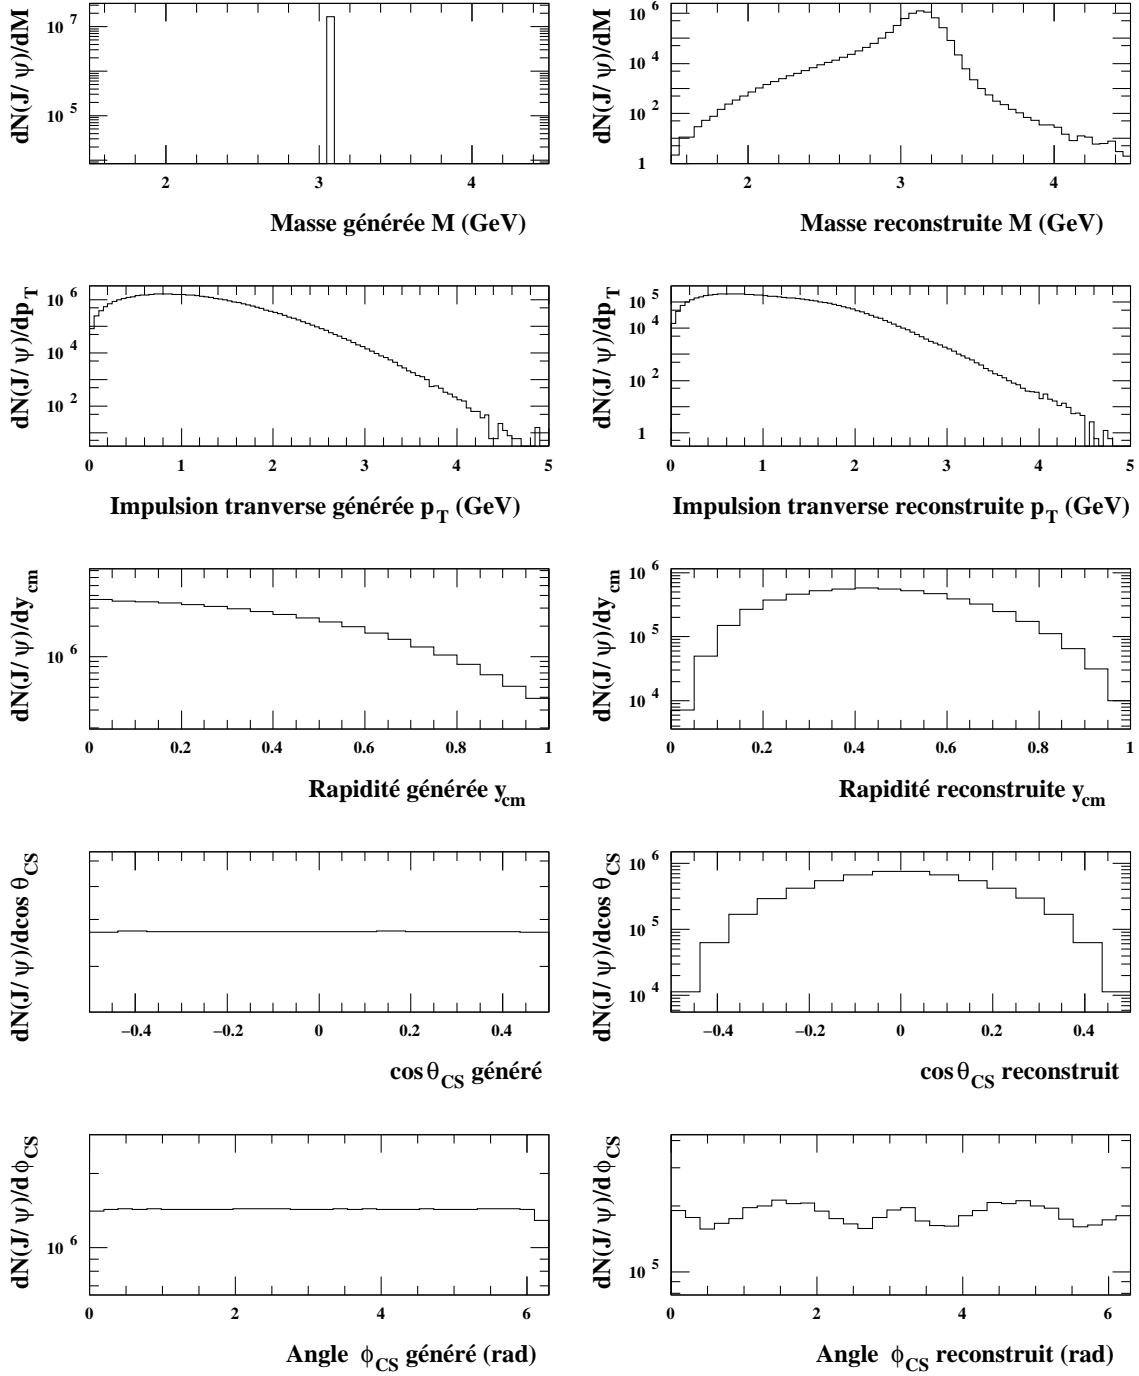 dN(J/ψ)/dM
10^7
10^5
2 3 4
Masse générée M (GeV)
dN(J/ψ)/dM
10^6
10^4
10^2
1
2 3 4
Masse reconstruite M (GeV)
dN(J/ψ)/dp_T
10^6
10^4
10^2
0 1 2 3 4 5
Impulsion tranverse générée p_T (GeV)
dN(J/ψ)/dp_T
10^5
10^4
10^2
1
0 1 2 3 4 5
Impulsion tranverse reconstruite p_T (GeV)
dN(J/ψ)/dy_cm
10^6
0 0.2 0.4 0.6 0.8 1
Rapidité générée y_cm
dN(J/ψ)/dy_cm
10^6
10^5
10^4
0 0.2 0.4 0.6 0.8 1
Rapidité reconstruite y_cm
dN(J/ψ)/dcos θ_CS
−0.4 −0.2 0 0.2 0.4
cos θ_CS généré
dN(J/ψ)/dcos θ_CS
10^6
10^5
10^4
−0.4 −0.2 0 0.2 0.4
cos θ_CS reconstruit
dN(J/ψ)/dϕ_CS
10^6
0 2 4 6
Angle ϕ_CS généré (rad)
dN(J/ψ)/dϕ_CS
10^5
0 2 4 6
Angle ϕ_CS reconstruit (rad)